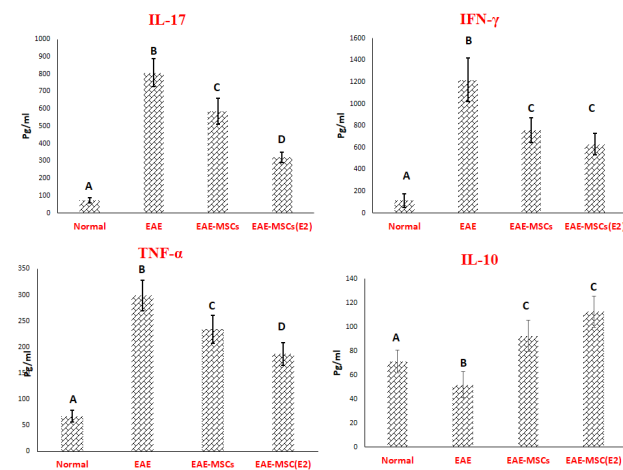 IL-17
1000
900
800
700
600
500
400
300
200
100
0
Pg/ml
A
B
C
D
Normal EAE EAE-MSCs EAE-MSCs(E2)
IFN-γ
1600
1400
1200
1000
800
600
400
200
0
Pg/ml
A
B
C
C
Normal EAE EAE-MSCs EAE-MSCs(E2)
TNF-α
350
300
250
200
150
100
50
0
Pg/ml
A
B
C
D
Normal EAE EAE-MSCs EAE-MSC(E2)
IL-10
140
120
100
80
60
40
20
0
Pg/ml
A
B
C
C
Normal EAE EAE-MSCs EAE-MSC(E2)